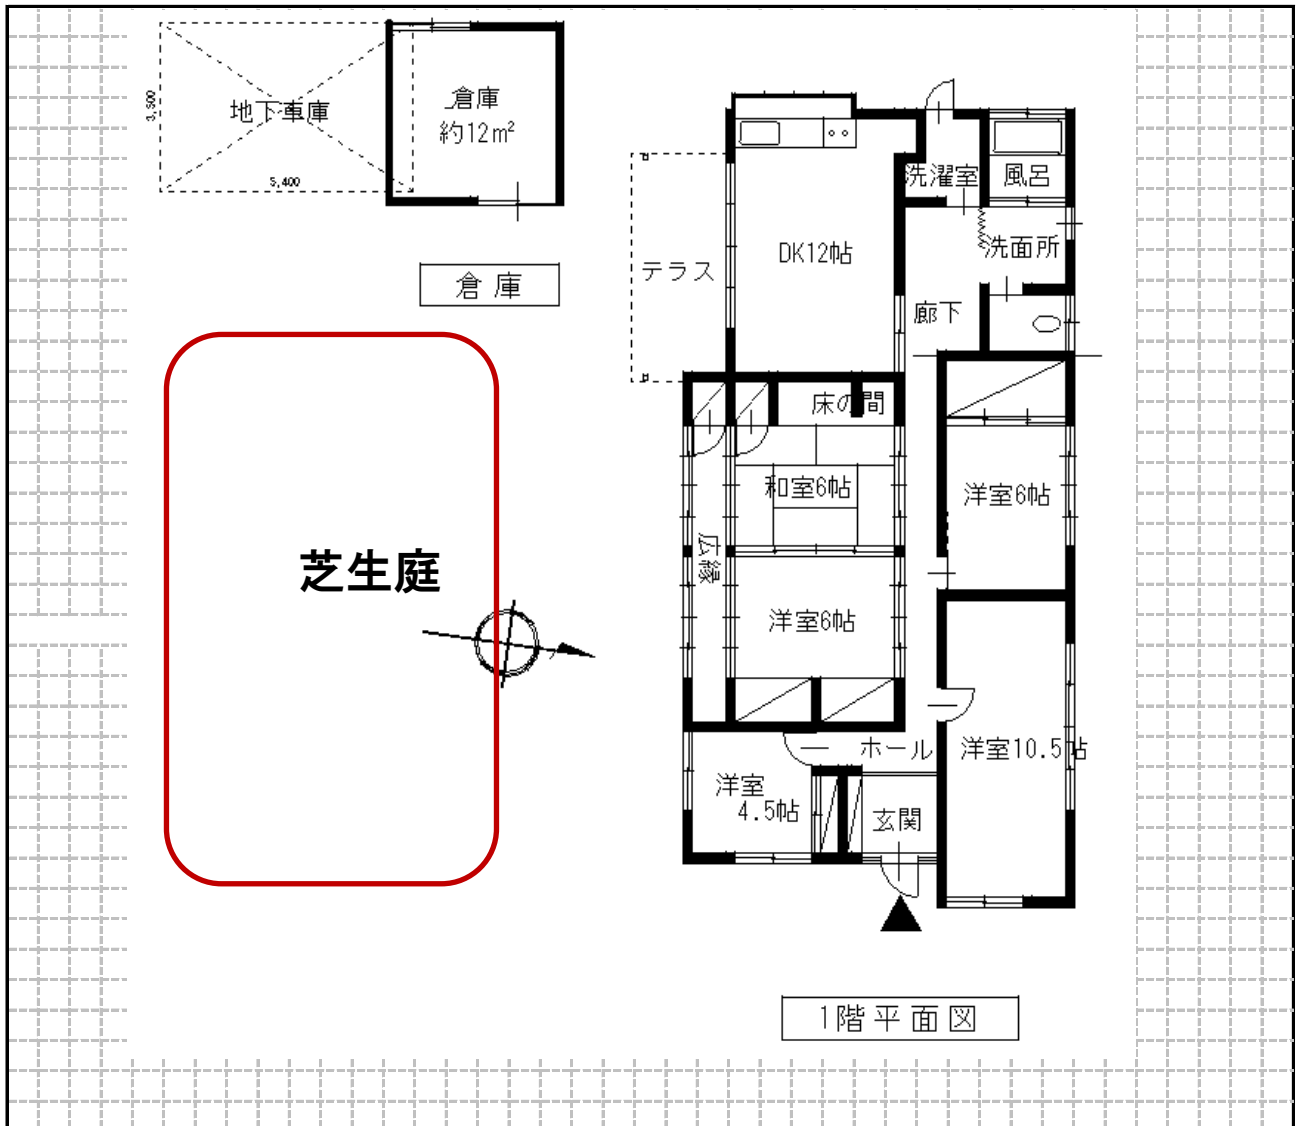 地下車庫
3,500
5,400
倉庫
約12㎡
倉庫
芝生庭
テラス
DK12帖
洗濯室
風呂
洗面所
廊下
床の間
和室6帖
広縁
洋室6帖
洋室6帖
ホール
洋室10.5帖
洋室
4.5帖
玄関
1階平面図